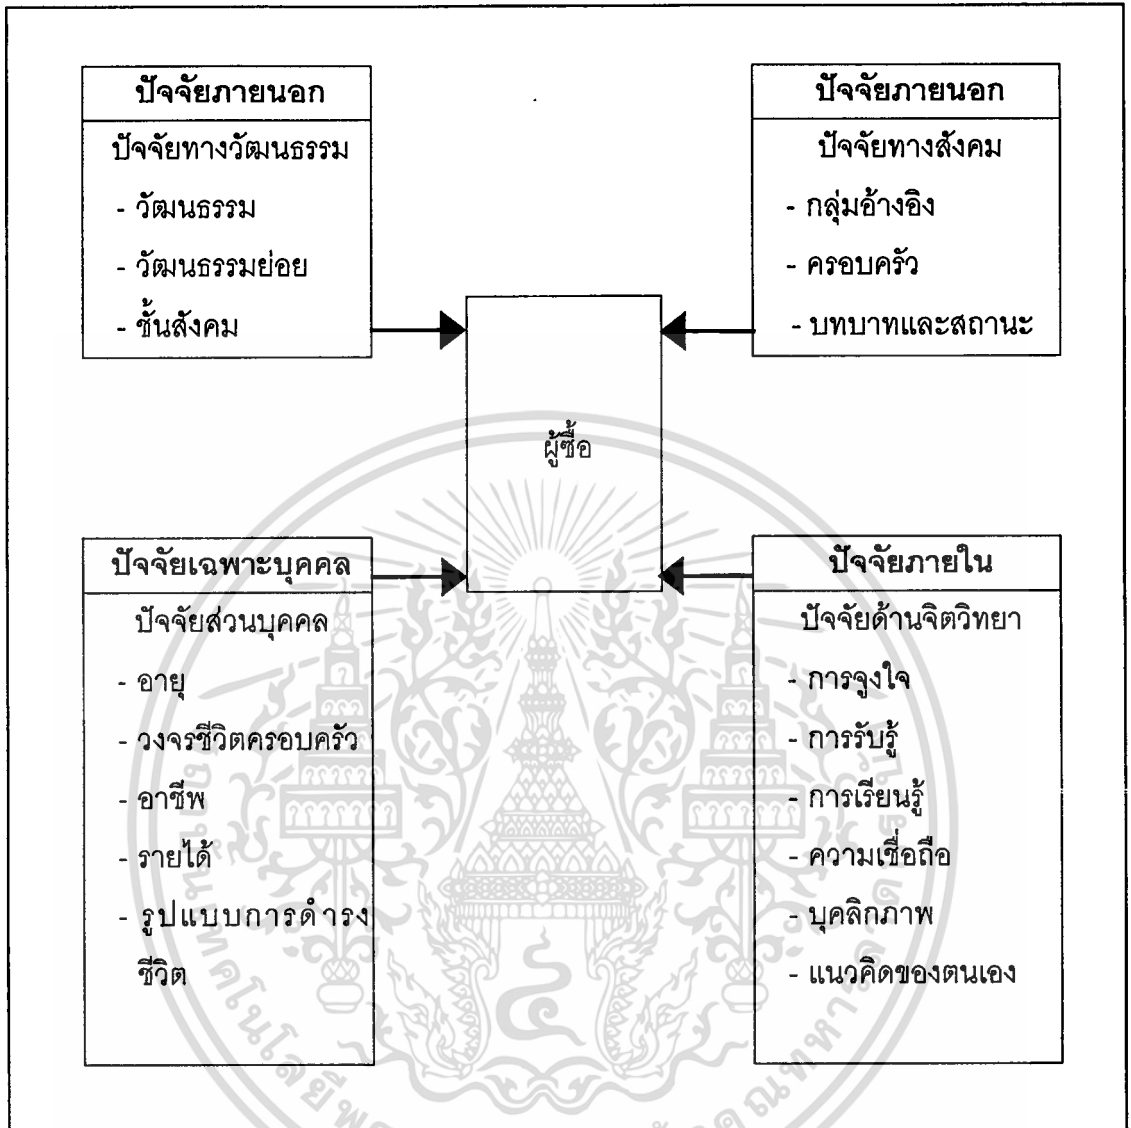 ปัจจัยภายนอก
ปัจจัยทางวัฒนธรรม
- วัฒนธรรม
- วัฒนธรรมย่อย
- ชั้นสังคม
ปัจจัยภายนอก
ปัจจัยทางสังคม
- กลุ่มอ้างอิง
- ครอบครัว
- บทบาทและสถานะ
ผู้ซื้อ
ปัจจัยเฉพาะบุคคล
ปัจจัยส่วนบุคคล
- อายุ
- วงจรชีวิตครอบครัว
- อาชีพ
- รายได้
- รูปแบบการดำรง
ชีวิต
ปัจจัยภายใน
ปัจจัยด้านจิตวิทยา
- การจูงใจ
- การรับรู้
- การเรียนรู้
- ความเชื่อถือ
- บุคลิกภาพ
- แนวคิดของตนเอง